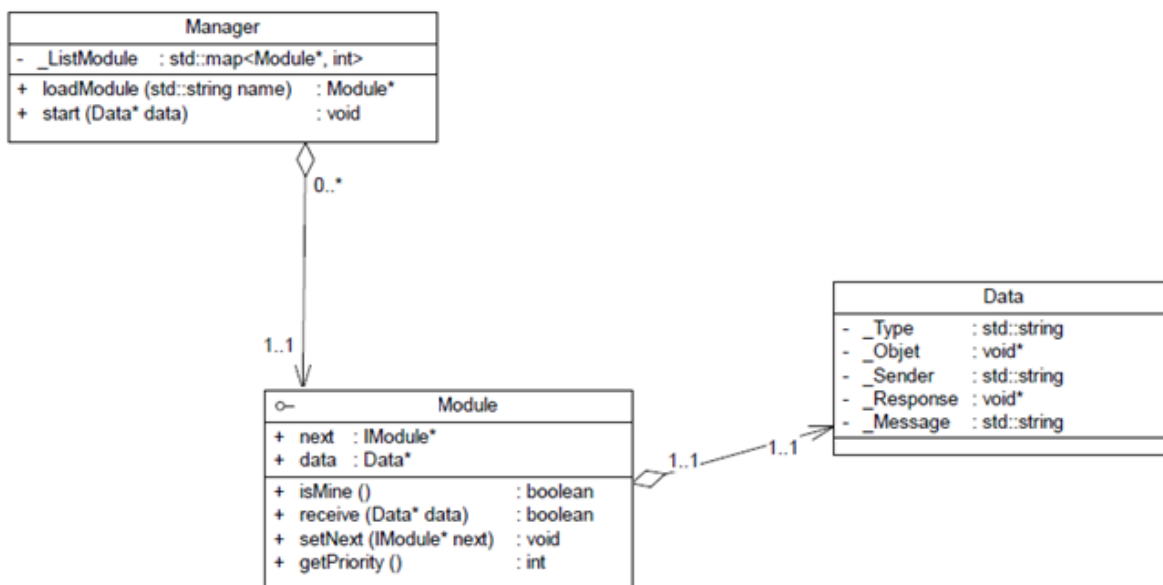 Manager
- _ListModule : std::map<Module*, int>
+ loadModule (std::string name) : Module*
+ start (Data* data) : void
0..*
1..1
Module
+ next : IModule*
+ data : Data*
+ isMine () : boolean
+ receive (Data* data) : boolean
+ setNext (IModule* next) : void
+ getPriority () : int
1..1
1..1
Data
- _Type : std::string
- _Objet : void*
- _Sender : std::string
- _Response : void*
- _Message : std::string